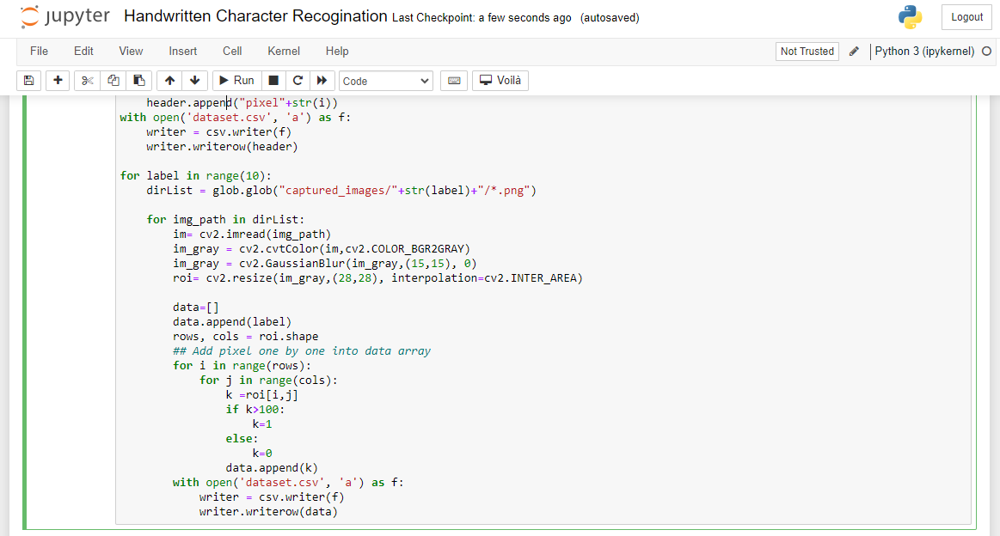 jupyter Handwritten Character Recogination Last Checkpoint: a few seconds ago (autosaved) Logout
File Edit View Insert Cell Kernel Help Not Trusted Python 3 (ipykernel)
Run Code Voilà
header.append("pixel"+str(i))
with open('dataset.csv', 'a') as f:
    writer = csv.writer(f)
    writer.writerow(header)
for label in range(10):
    dirList = glob.glob("captured_images/"+str(label)+"/*.png")
    for img_path in dirList:
        im= cv2.imread(img_path)
        im_gray = cv2.cvtColor(im,cv2.COLOR_BGR2GRAY)
        im_gray = cv2.GaussianBlur(im_gray,(15,15), 0)
        roi= cv2.resize(im_gray,(28,28), interpolation=cv2.INTER_AREA)
        data=[]
        data.append(label)
        rows, cols = roi.shape
        ## Add pixel one by one into data array
        for i in range(rows):
            for j in range(cols):
                k =roi[i,j]
                if k>100:
                    k=1
                else:
                    k=0
                data.append(k)
        with open('dataset.csv', 'a') as f:
            writer = csv.writer(f)
            writer.writerow(data)